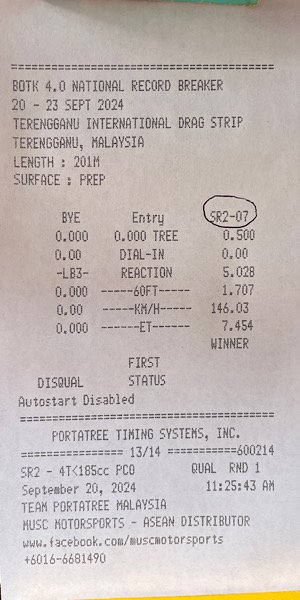 ==============================
BOTK 4.0 NATIONAL RECORD BREAKER
20 - 23 SEPT 2024
TERENGGANU INTERNATIONAL DRAG STRIP
TERENGGANU, MALAYSIA
LENGTH : 201M
SURFACE : PREP
BYE Entry SR2-07
0.000 0.000 TREE 0.500
0.00 DIAL-IN 0.00
-LB3- REACTION 5.028
0.000 -----60FT----- 1.707
0.00 -----KM/H----- 146.03
0.000 ------ET------ 7.454
WINNER
FIRST
DISQUAL STATUS
Autostart Disabled
==============================
PORTATREE TIMING SYSTEMS, INC.
================ 13/14 ===========600214
SR2 - 4T<185cc PCO QUAL RND 1
September 20, 2024 11:25:43 AM
TEAM PORTATREE MALAYSIA
MUSC MOTORSPORTS - ASEAN DISTRIBUTOR
www.facebook.com/muscmotorsports
+6016-6681490